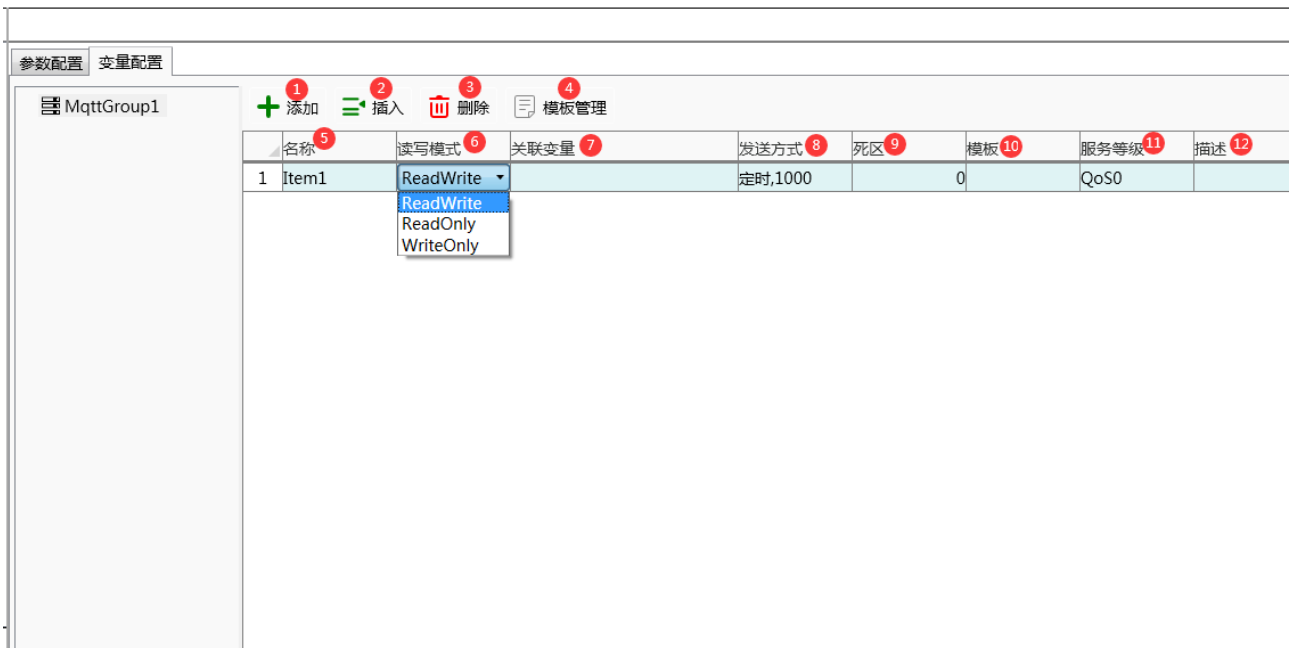 参数配置 变量配置
MqttGroup1
1 2 3 4
添加 插入 删除 模板管理
5 6 7 8 9 10 11 12
名称 读写模式 关联变量 发送方式 死区 模板 服务等级 描述
1 Item1 ReadWrite 定时,1000 0 QoS0
ReadWrite
ReadOnly
WriteOnly